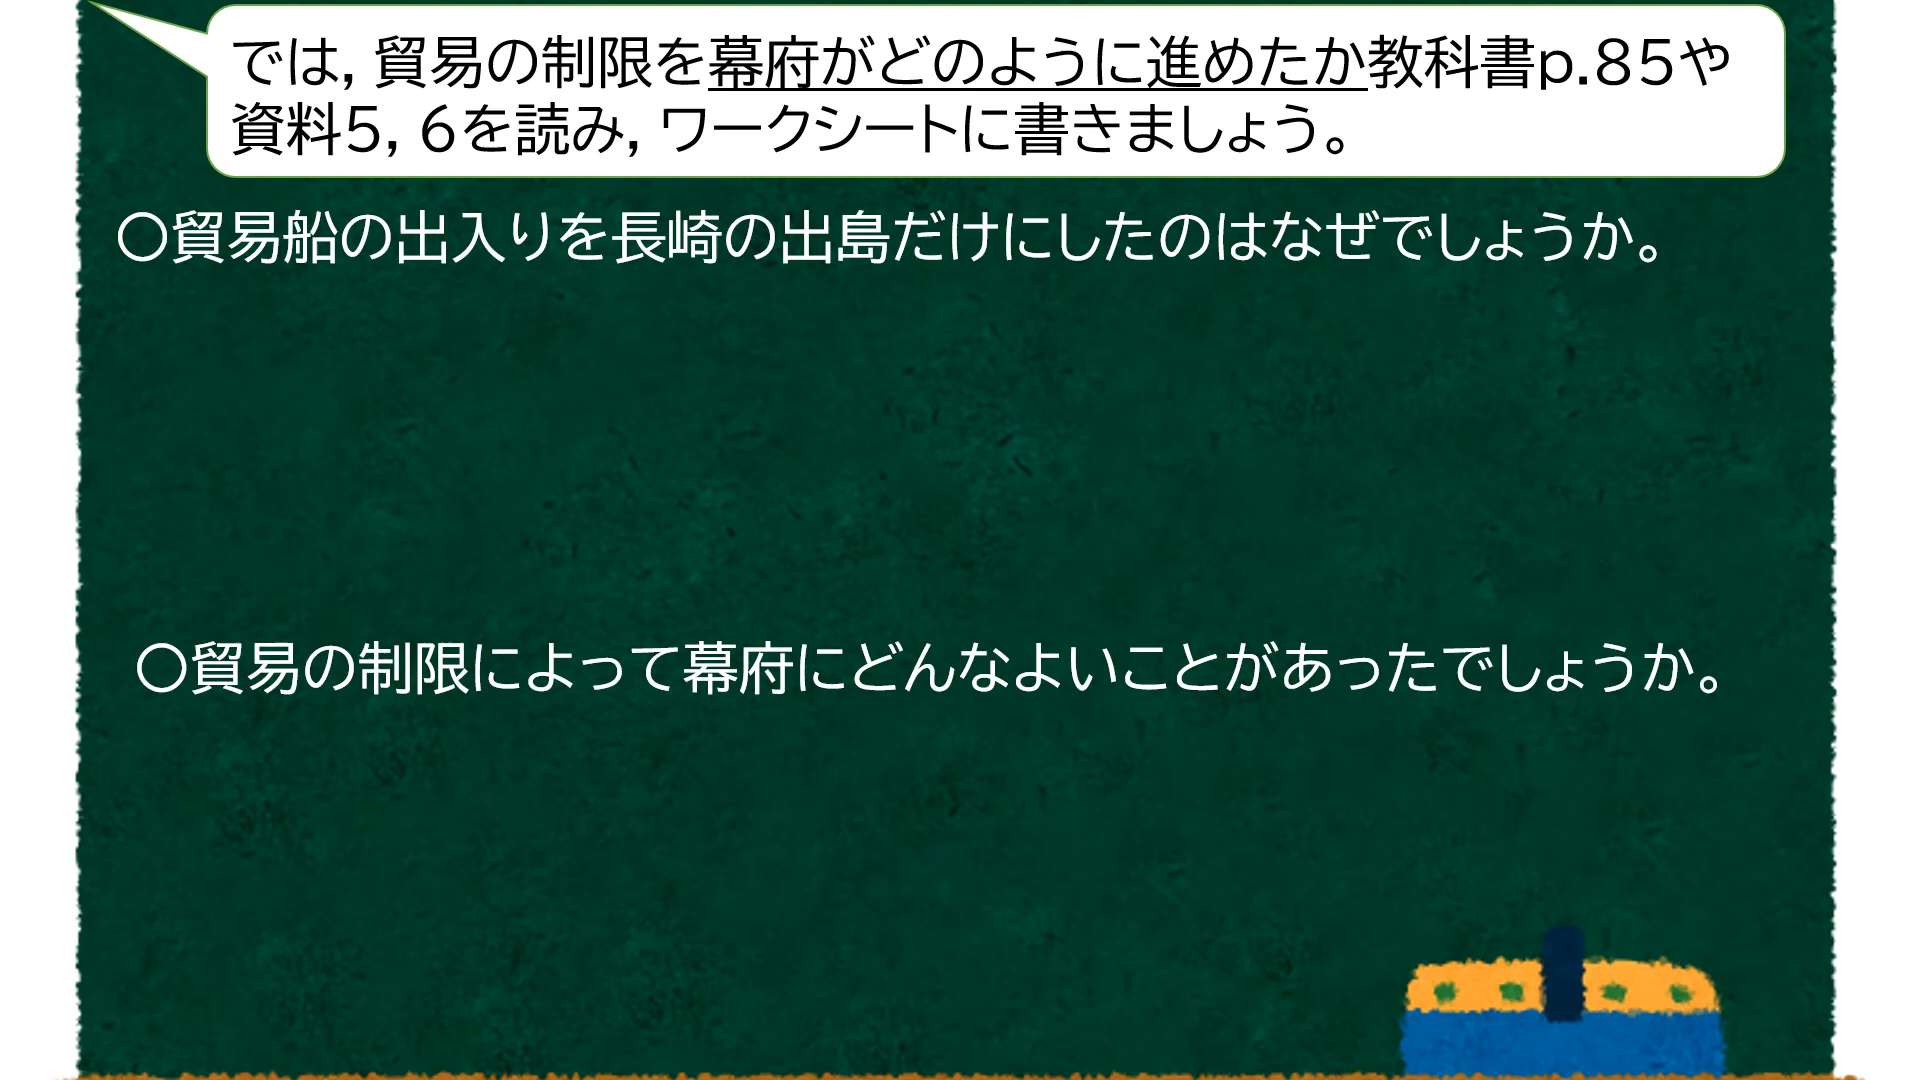 では，貿易の制限を幕府がどのように進めたか教科書p.85や
資料5，6を読み，ワークシートに書きましょう。
〇貿易船の出入りを長崎の出島だけにしたのはなぜでしょうか。
〇貿易の制限によって幕府にどんなよいことがあったでしょうか。